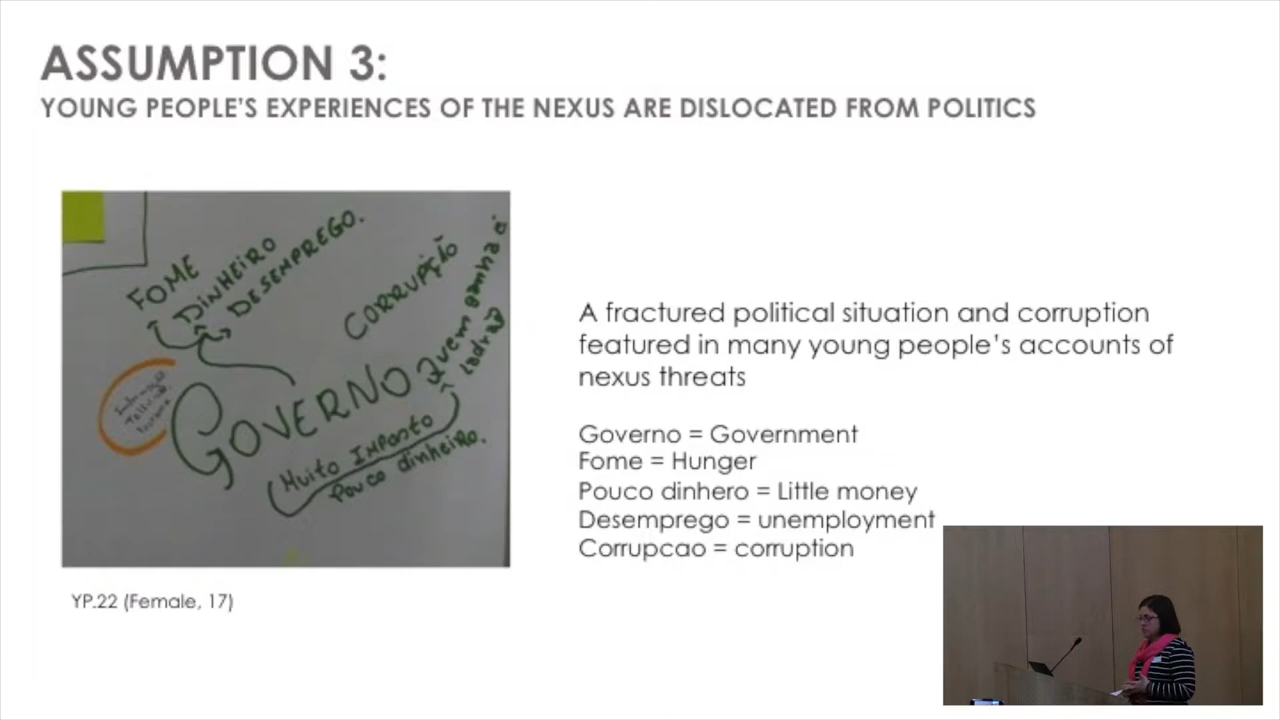 ASSUMPTION 3:
YOUNG PEOPLE'S EXPERIENCES OF THE NEXUS ARE DISLOCATED FROM POLITICS
FOME
DINHEIRO
DESEMPREGO.
CORRUPÇÃO
GOVERNO
Quem ganha é
ladrão
Muito Imposto
Pouco dinheiro.
A fractured political situation and corruption
featured in many young people's accounts of
nexus threats
Governo = Government
Fome = Hunger
Pouco dinhero = Little money
Desemprego = unemployment
Corrupcao = corruption
YP.22 (Female, 17)